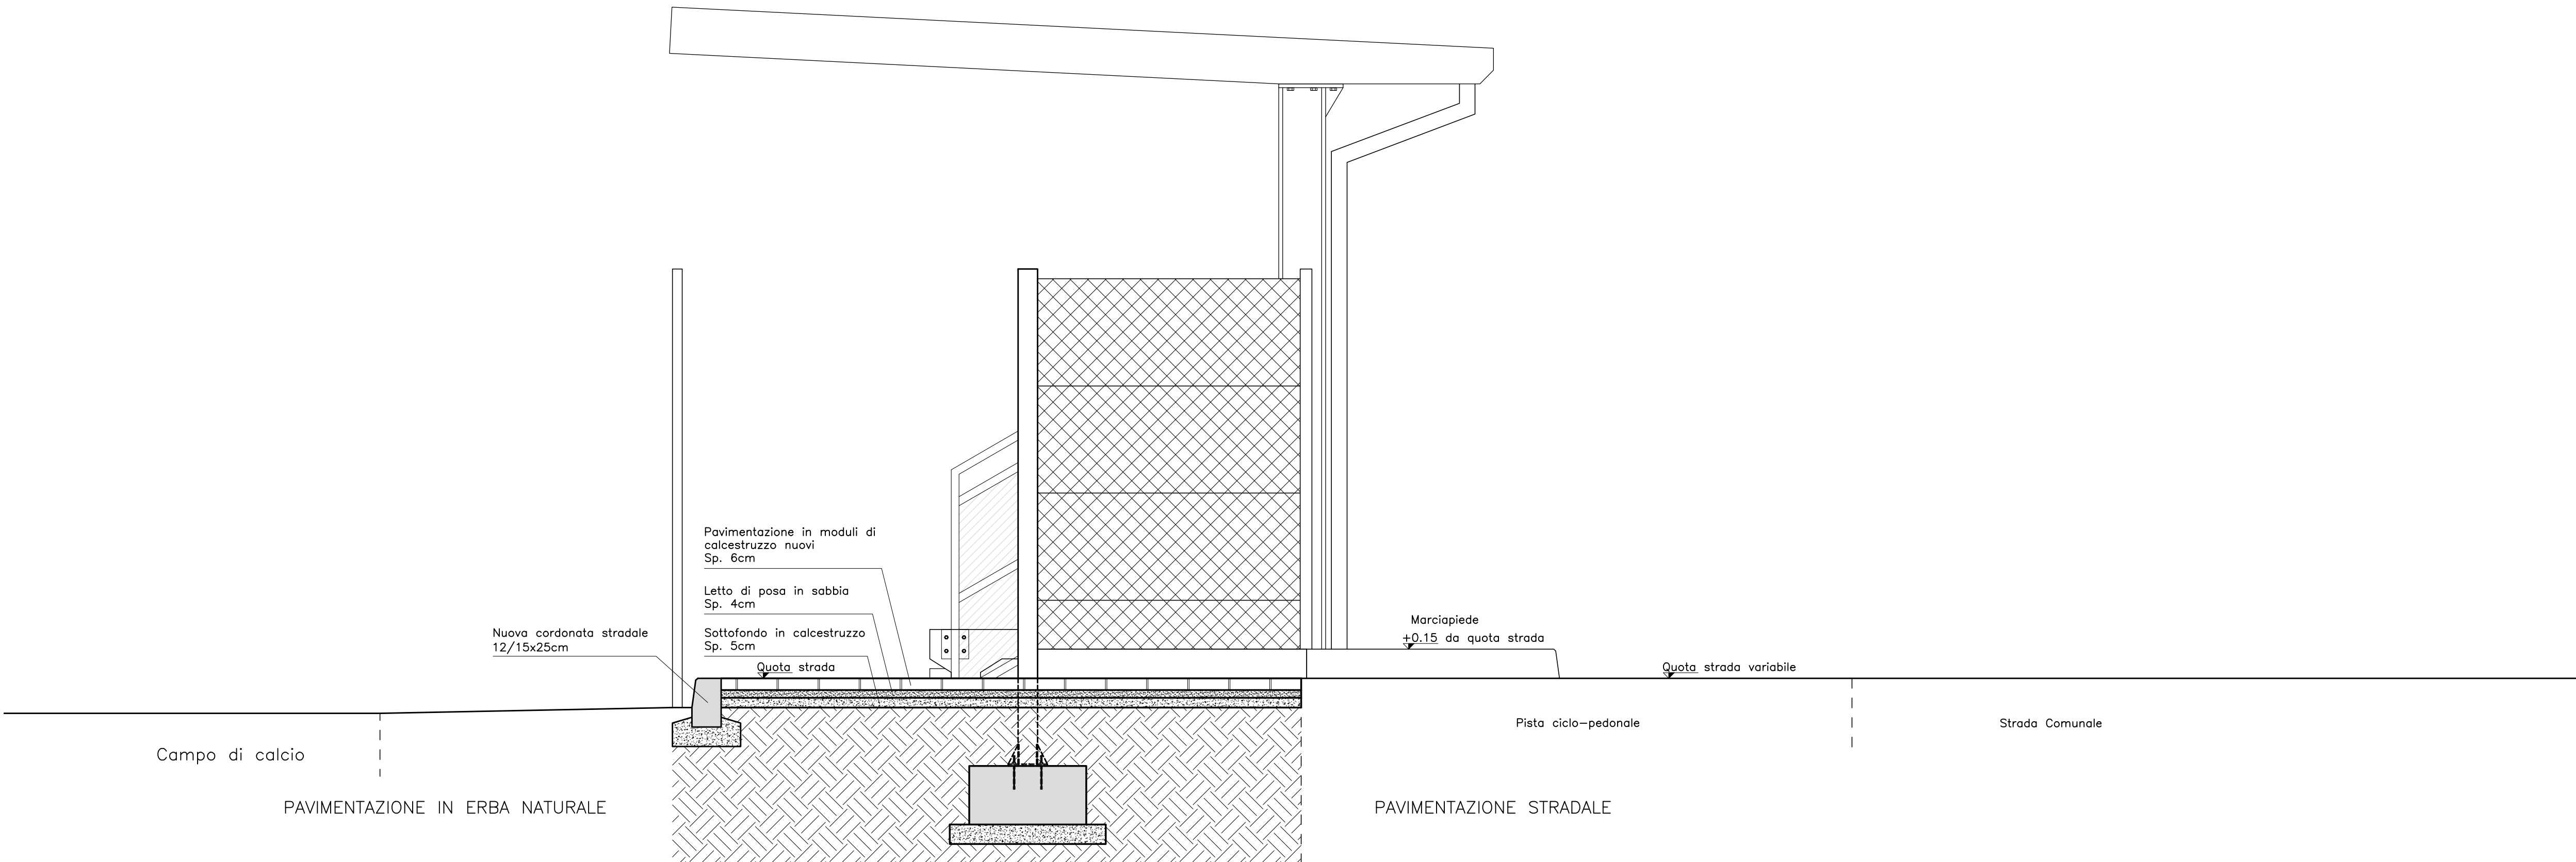 Pavimentazione in moduli di
calcestruzzo nuovi
Sp. 6cm
Letto di posa in sabbia
Sp. 4cm
Sottofondo in calcestruzzo
Sp. 5cm
Nuova cordonata stradale
12/15x25cm
Quota strada
Marciapiede
+0.15 da quota strada
Quota strada variabile
Campo di calcio
Pista ciclo-pedonale
Strada Comunale
PAVIMENTAZIONE IN ERBA NATURALE
PAVIMENTAZIONE STRADALE